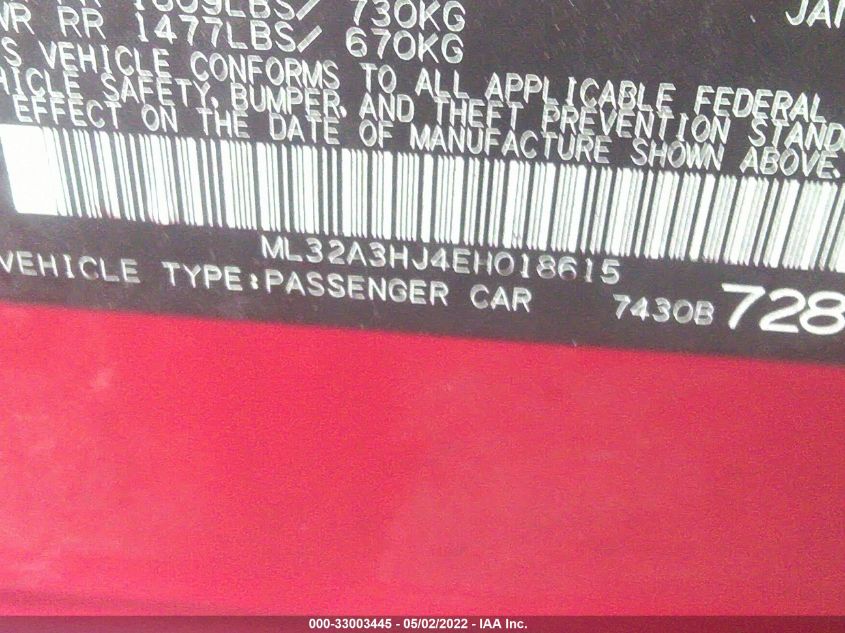 730KG
WR RR 1477LBS/ 670KG
S VEHICLE CONFORMS TO ALL APPLICABLE FEDERAL
HICLE SAFETY, BUMPER, AND THEFT PREVENTION STAND
EFFECT ON THE DATE OF MANUFACTURE SHOWN ABOVE.
ML32A3HJ4EH018615
VEHICLE TYPE:PASSENGER CAR 7430B 728
000-33003445 - 05/02/2022 - IAA Inc.